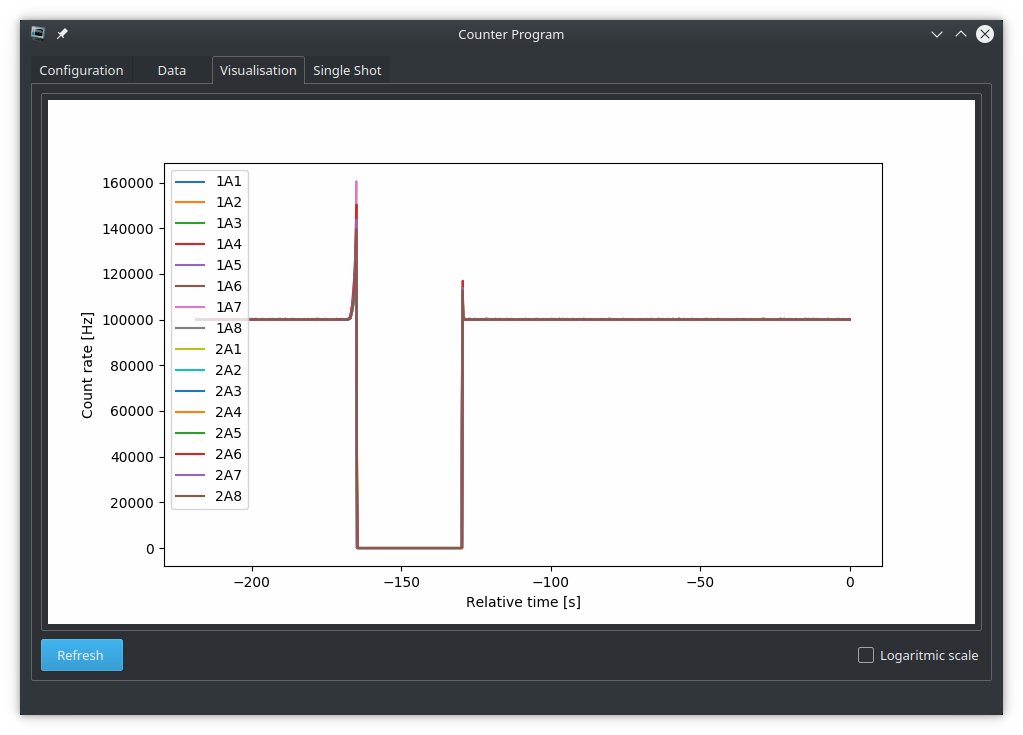 Counter Program
Configuration Data Visualisation Single Shot
160000
140000
120000
100000
80000
60000
40000
20000
0
Count rate [Hz]
1A1
1A2
1A3
1A4
1A5
1A6
1A7
1A8
2A1
2A2
2A3
2A4
2A5
2A6
2A7
2A8
−200 −150 −100 −50 0
Relative time [s]
Refresh Logaritmic scale